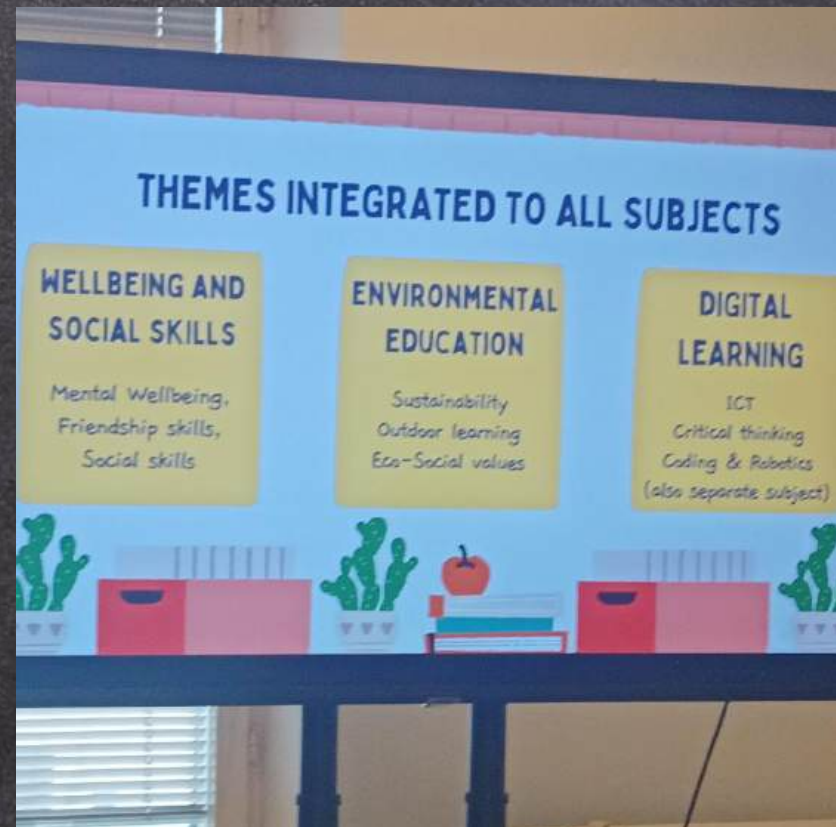 THEMES INTEGRATED TO ALL SUBJECTS
WELLBEING AND
SOCIAL SKILLS
Mental Wellbeing,
Friendship skills,
Social skills
ENVIRONMENTAL
EDUCATION
Sustainability
Outdoor learning
Eco-Social values
DIGITAL
LEARNING
ICT
Critical thinking
Coding & Robotics
(also separate subject)